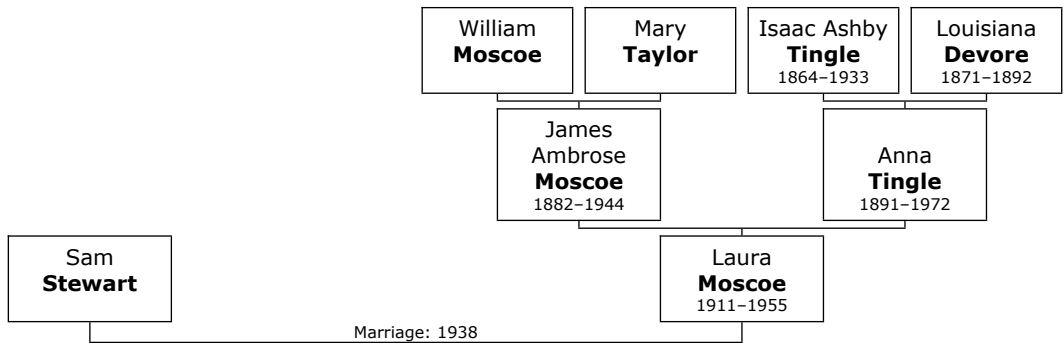 William
Moscoe
Mary
Taylor
Isaac Ashby
Tingle
1864–1933
Louisiana
Devore
1871–1892
James
Ambrose
Moscoe
1882–1944
Anna
Tingle
1891–1972
Sam
Stewart
Laura
Moscoe
1911–1955
Marriage: 1938